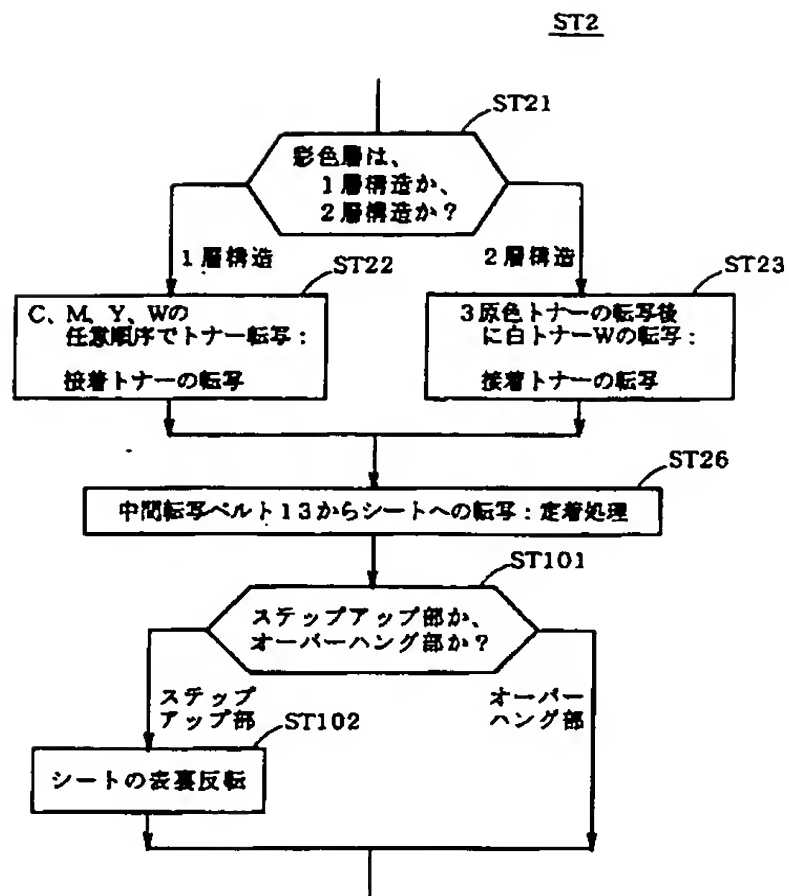 ST2
ST21
彩色層は、
1層構造か、
2層構造か？
1層構造
ST22
2層構造
ST23
C、M、Y、Wの
任意順序でトナー転写：
接着トナーの転写
3原色トナーの転写後
に白トナーWの転写：
接着トナーの転写
ST26
中間転写ベルト13からシートへの転写：定着処理
ST101
ステップアップ部か、
オーバーハング部か？
ステップ
アップ部
オーバー
ハング部
ST102
シートの表裏反転